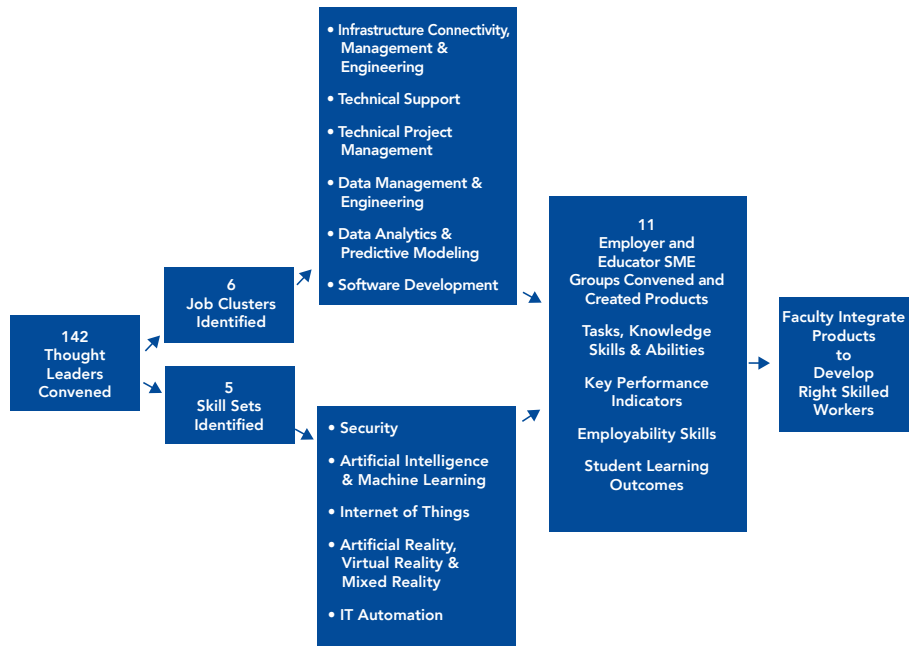 142
Thought
Leaders
Convened
6
Job Clusters
Identified
5
Skill Sets
Identified
• Infrastructure Connectivity,
Management &
Engineering
• Technical Support
• Technical Project
Management
• Data Management &
Engineering
• Data Analytics &
Predictive Modeling
• Software Development
• Security
• Artificial Intelligence
& Machine Learning
• Internet of Things
• Artificial Reality,
Virtual Reality &
Mixed Reality
• IT Automation
11
Employer and
Educator SME
Groups Convened and
Created Products
Tasks, Knowledge
Skills & Abilities
Key Performance
Indicators
Employability Skills
Student Learning
Outcomes
Faculty Integrate
Products
to
Develop
Right Skilled
Workers